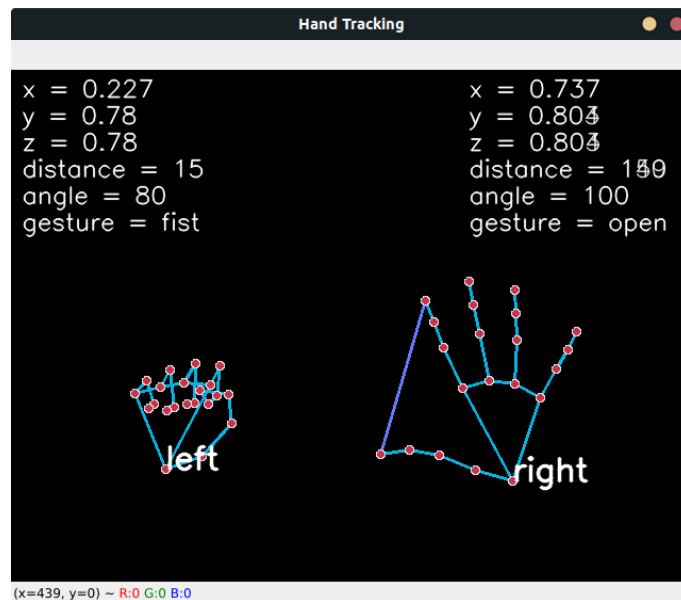 Hand Tracking
x = 0.227
y = 0.78
z = 0.78
distance = 15
angle = 80
gesture = fist
x = 0.737
y =
z =
distance =
angle = 100
gesture = open
left
right
(x=439, y=0) ~ R:0 G:0 B:0